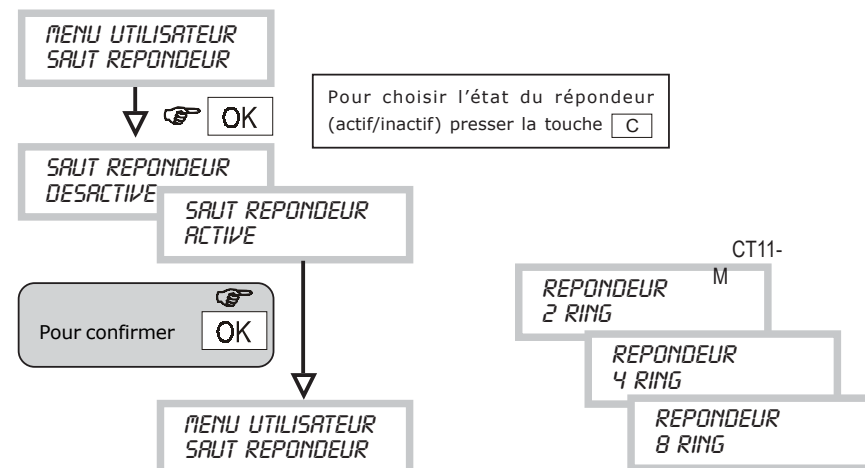 MENU UTILISATEUR
SAUT REPONDEUR
OK
Pour choisir l'état du répondeur
(actif/inactif) presser la touche C
SAUT REPONDEUR
DESACTIVE
SAUT REPONDEUR
ACTIVE
Pour confirmer OK
MENU UTILISATEUR
SAUT REPONDEUR
CT11-
M
REPONDEUR
2 RING
REPONDEUR
4 RING
REPONDEUR
8 RING